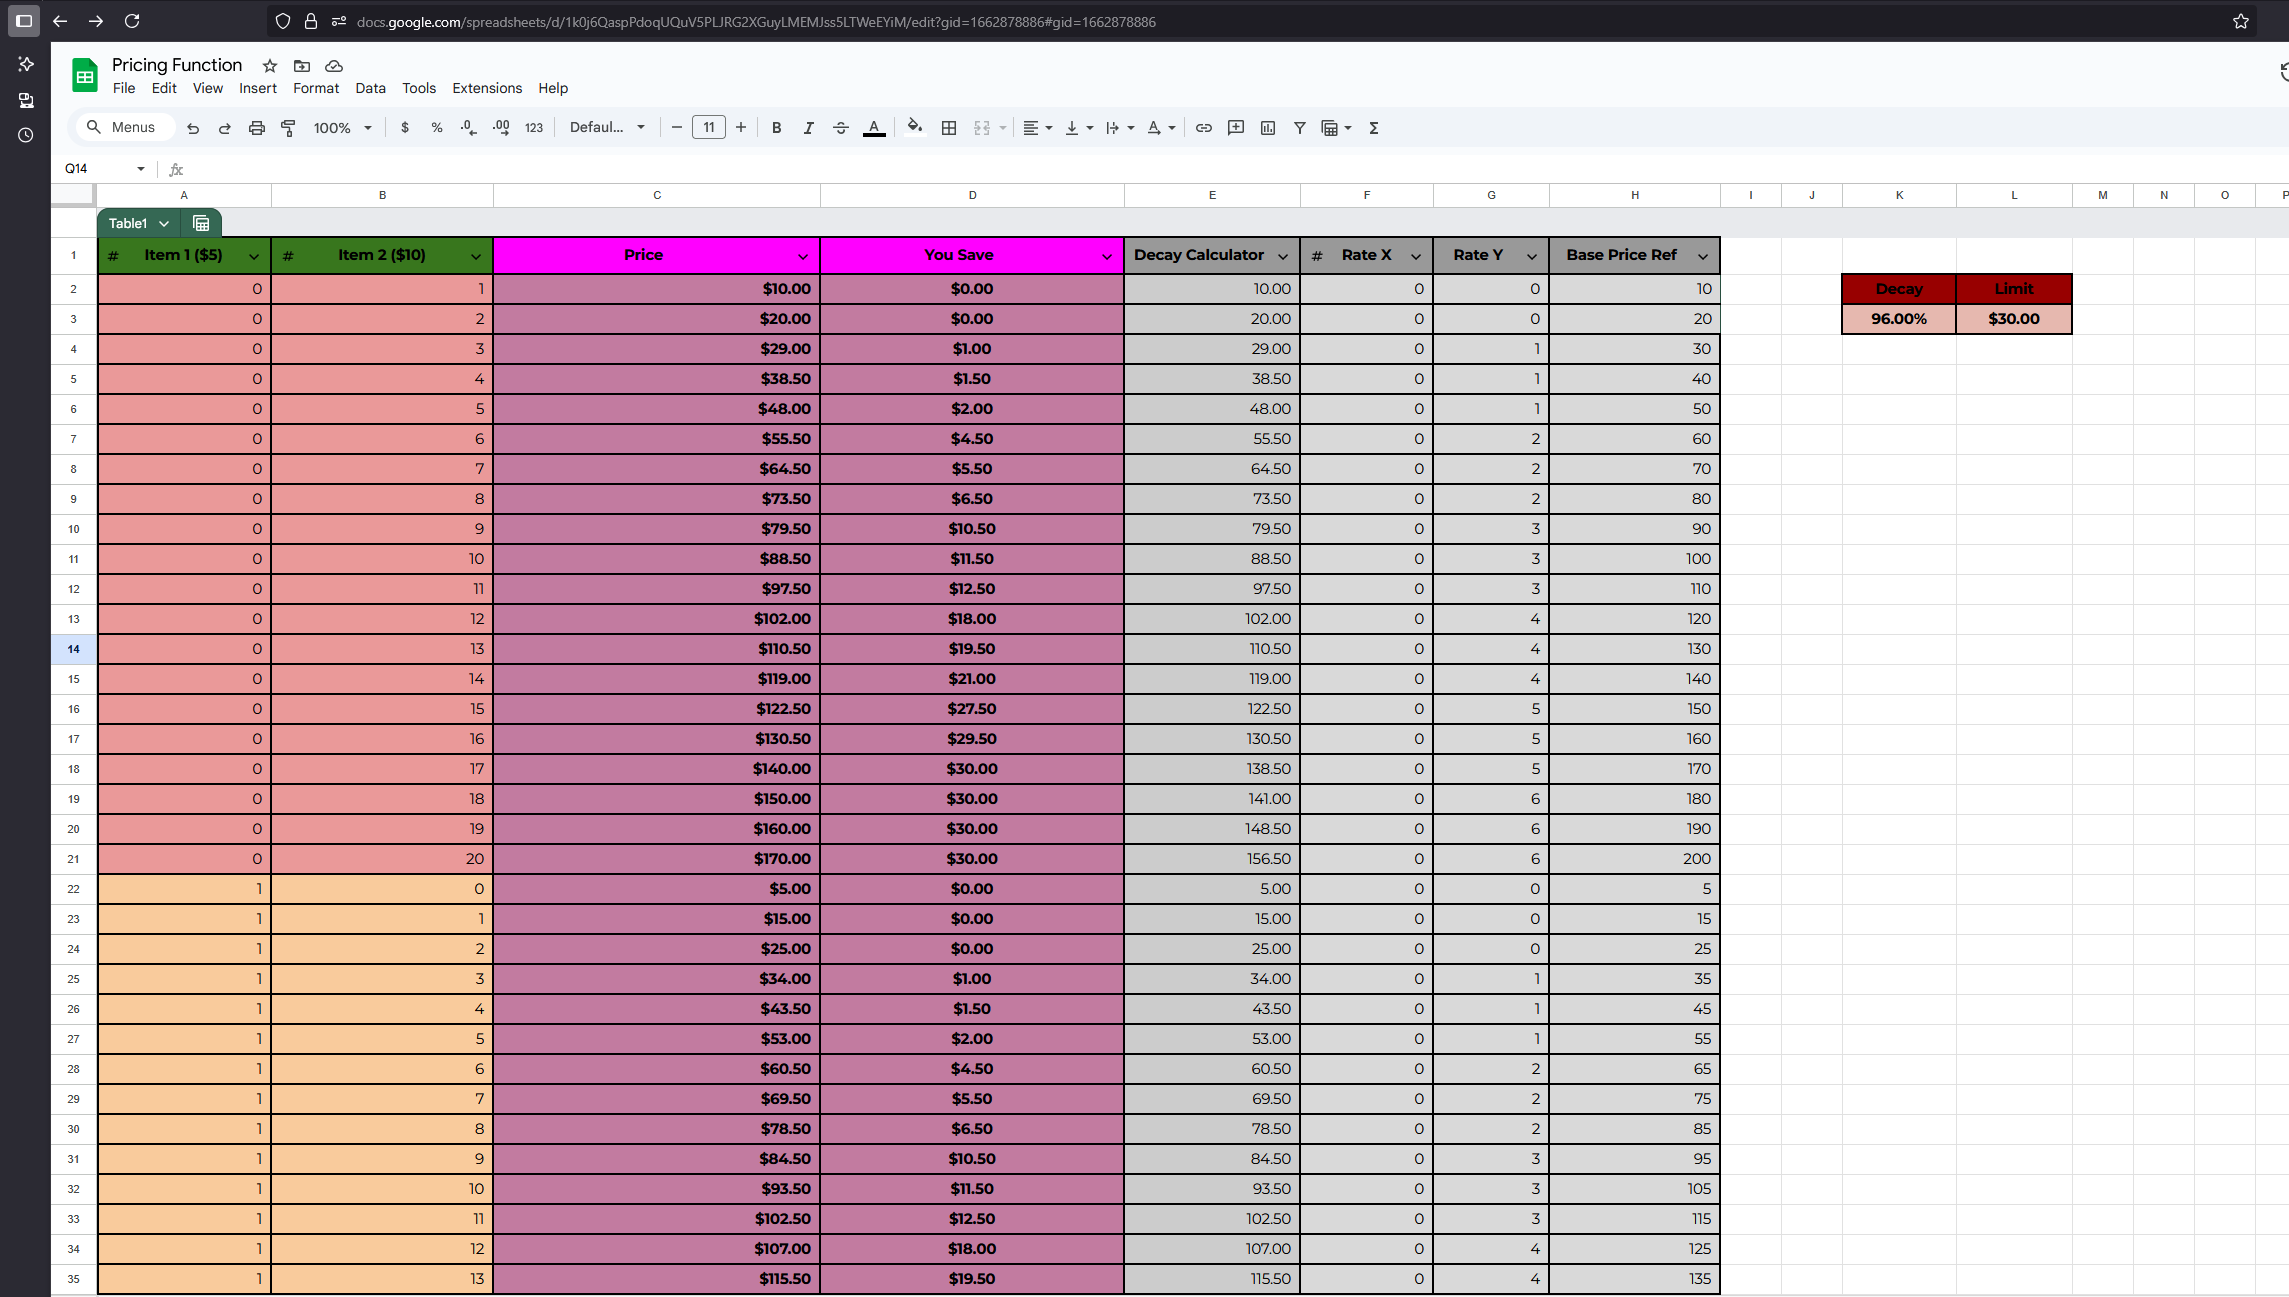 docs.google.com/spreadsheets/d/1k0j6QaspPdoqUQuV5PLJRG2XGuyLMEMJss5LTWeEYiM/edit?gid=1662878886#gid=1662878886
Pricing Function
File Edit View Insert Format Data Tools Extensions Help
Menus 100% $ % .0 .00 123 Defaul... 11 B I A
Q14 fx
A B C D E F G H I J K L M N O P
Table1
1 # Item 1 ($5) # Item 2 ($10) Price You Save Decay Calculator # Rate X Rate Y Base Price Ref
2 0 1 $10.00 $0.00 10.00 0 0 10 Decay Limit
3 0 2 $20.00 $0.00 20.00 0 0 20 96.00% $30.00
4 0 3 $29.00 $1.00 29.00 0 1 30
5 0 4 $38.50 $1.50 38.50 0 1 40
6 0 5 $48.00 $2.00 48.00 0 1 50
7 0 6 $55.50 $4.50 55.50 0 2 60
8 0 7 $64.50 $5.50 64.50 0 2 70
9 0 8 $73.50 $6.50 73.50 0 2 80
10 0 9 $79.50 $10.50 79.50 0 3 90
11 0 10 $88.50 $11.50 88.50 0 3 100
12 0 11 $97.50 $12.50 97.50 0 3 110
13 0 12 $102.00 $18.00 102.00 0 4 120
14 0 13 $110.50 $19.50 110.50 0 4 130
15 0 14 $119.00 $21.00 119.00 0 4 140
16 0 15 $122.50 $27.50 122.50 0 5 150
17 0 16 $130.50 $29.50 130.50 0 5 160
18 0 17 $140.00 $30.00 138.50 0 5 170
19 0 18 $150.00 $30.00 141.00 0 6 180
20 0 19 $160.00 $30.00 148.50 0 6 190
21 0 20 $170.00 $30.00 156.50 0 6 200
22 1 0 $5.00 $0.00 5.00 0 0 5
23 1 1 $15.00 $0.00 15.00 0 0 15
24 1 2 $25.00 $0.00 25.00 0 0 25
25 1 3 $34.00 $1.00 34.00 0 1 35
26 1 4 $43.50 $1.50 43.50 0 1 45
27 1 5 $53.00 $2.00 53.00 0 1 55
28 1 6 $60.50 $4.50 60.50 0 2 65
29 1 7 $69.50 $5.50 69.50 0 2 75
30 1 8 $78.50 $6.50 78.50 0 2 85
31 1 9 $84.50 $10.50 84.50 0 3 95
32 1 10 $93.50 $11.50 93.50 0 3 105
33 1 11 $102.50 $12.50 102.50 0 3 115
34 1 12 $107.00 $18.00 107.00 0 4 125
35 1 13 $115.50 $19.50 115.50 0 4 135